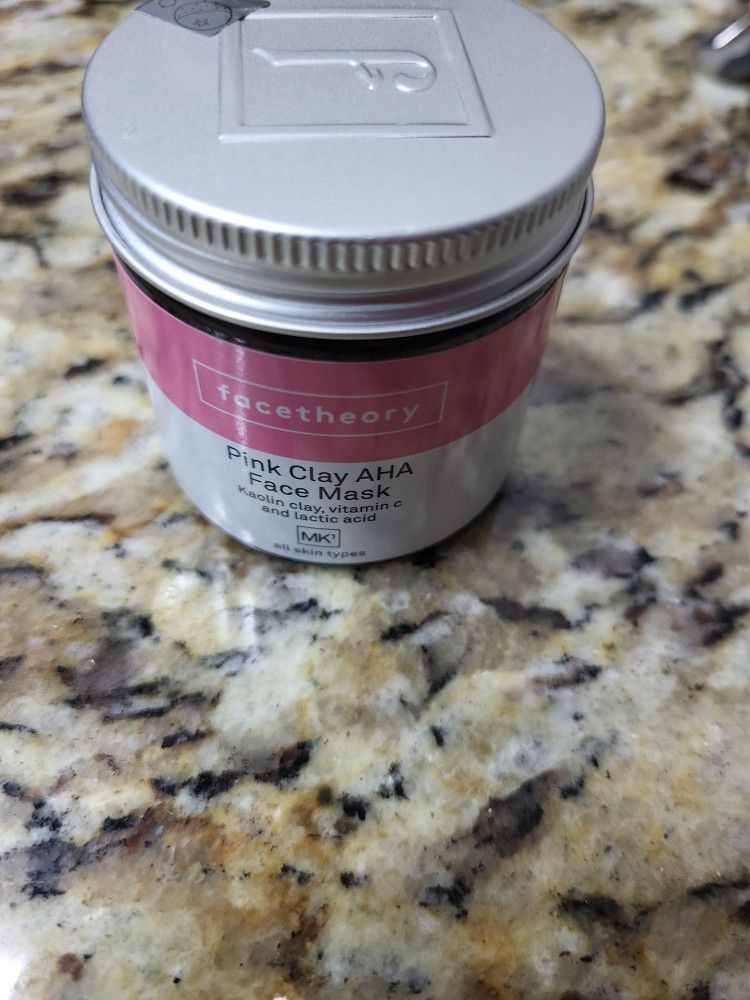 facetheory
Pink Clay AHA
Face Mask
Kaolin clay, vitamin c
and lactic acid
MK¹
all skin types